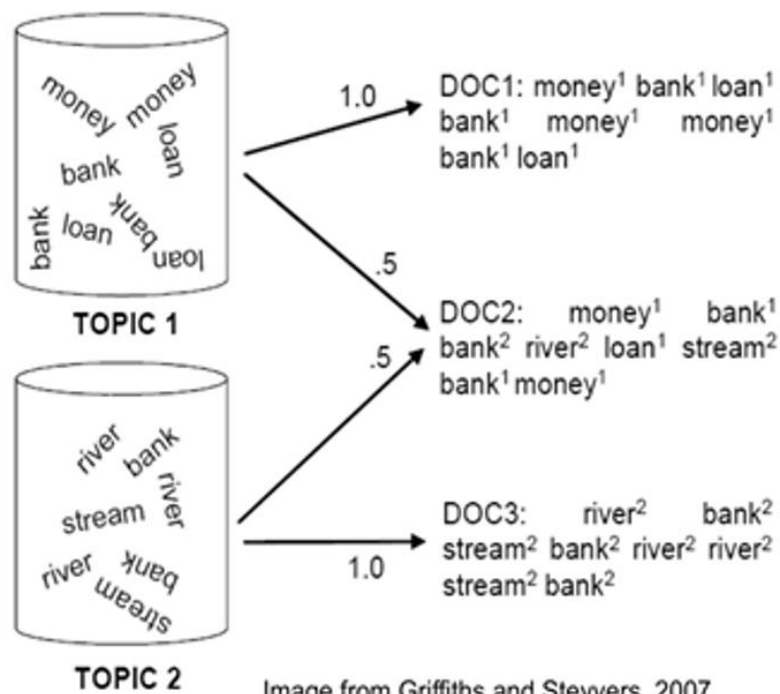 money
money
loan
bank
bank
loan
bank
loan
TOPIC 1
1.0
.5
DOC1: money¹ bank¹ loan¹
bank¹ money¹ money¹
bank¹ loan¹
DOC2: money¹ bank¹
bank² river² loan¹ stream²
bank¹ money¹
.5
river
bank
river
stream
river
bank
stream
TOPIC 2
1.0
DOC3: river² bank²
stream² bank² river² river²
stream² bank²
Image from Griffiths and Steyvers, 2007